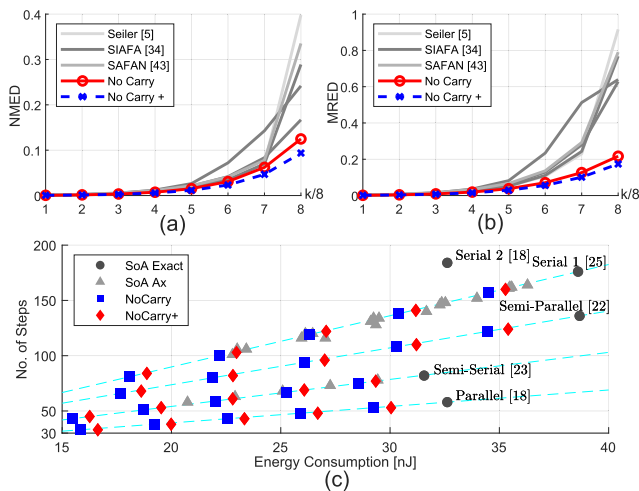 0.4
0.3
0.2
0.1
0
NMED
Seiler [5]
SIAFA [34]
SAFAN [43]
No Carry
No Carry +
1 2 3 4 5 6 7 8
k/8
(a)
1
0.8
0.6
0.4
0.2
MRED
Seiler [5]
SIAFA [34]
SAFAN [43]
No Carry
No Carry +
1 2 3 4 5 6 7 8
k/8
(b)
200
150
100
50
30
No. of Steps
SoA Exact
SoA Ax
NoCarry
NoCarry+
Serial 2 [18]
Serial 1 [25]
Semi-Parallel [22]
Semi-Serial [23]
Parallel [18]
15 20 25 30 35 40
Energy Consumption [nJ]
(c)